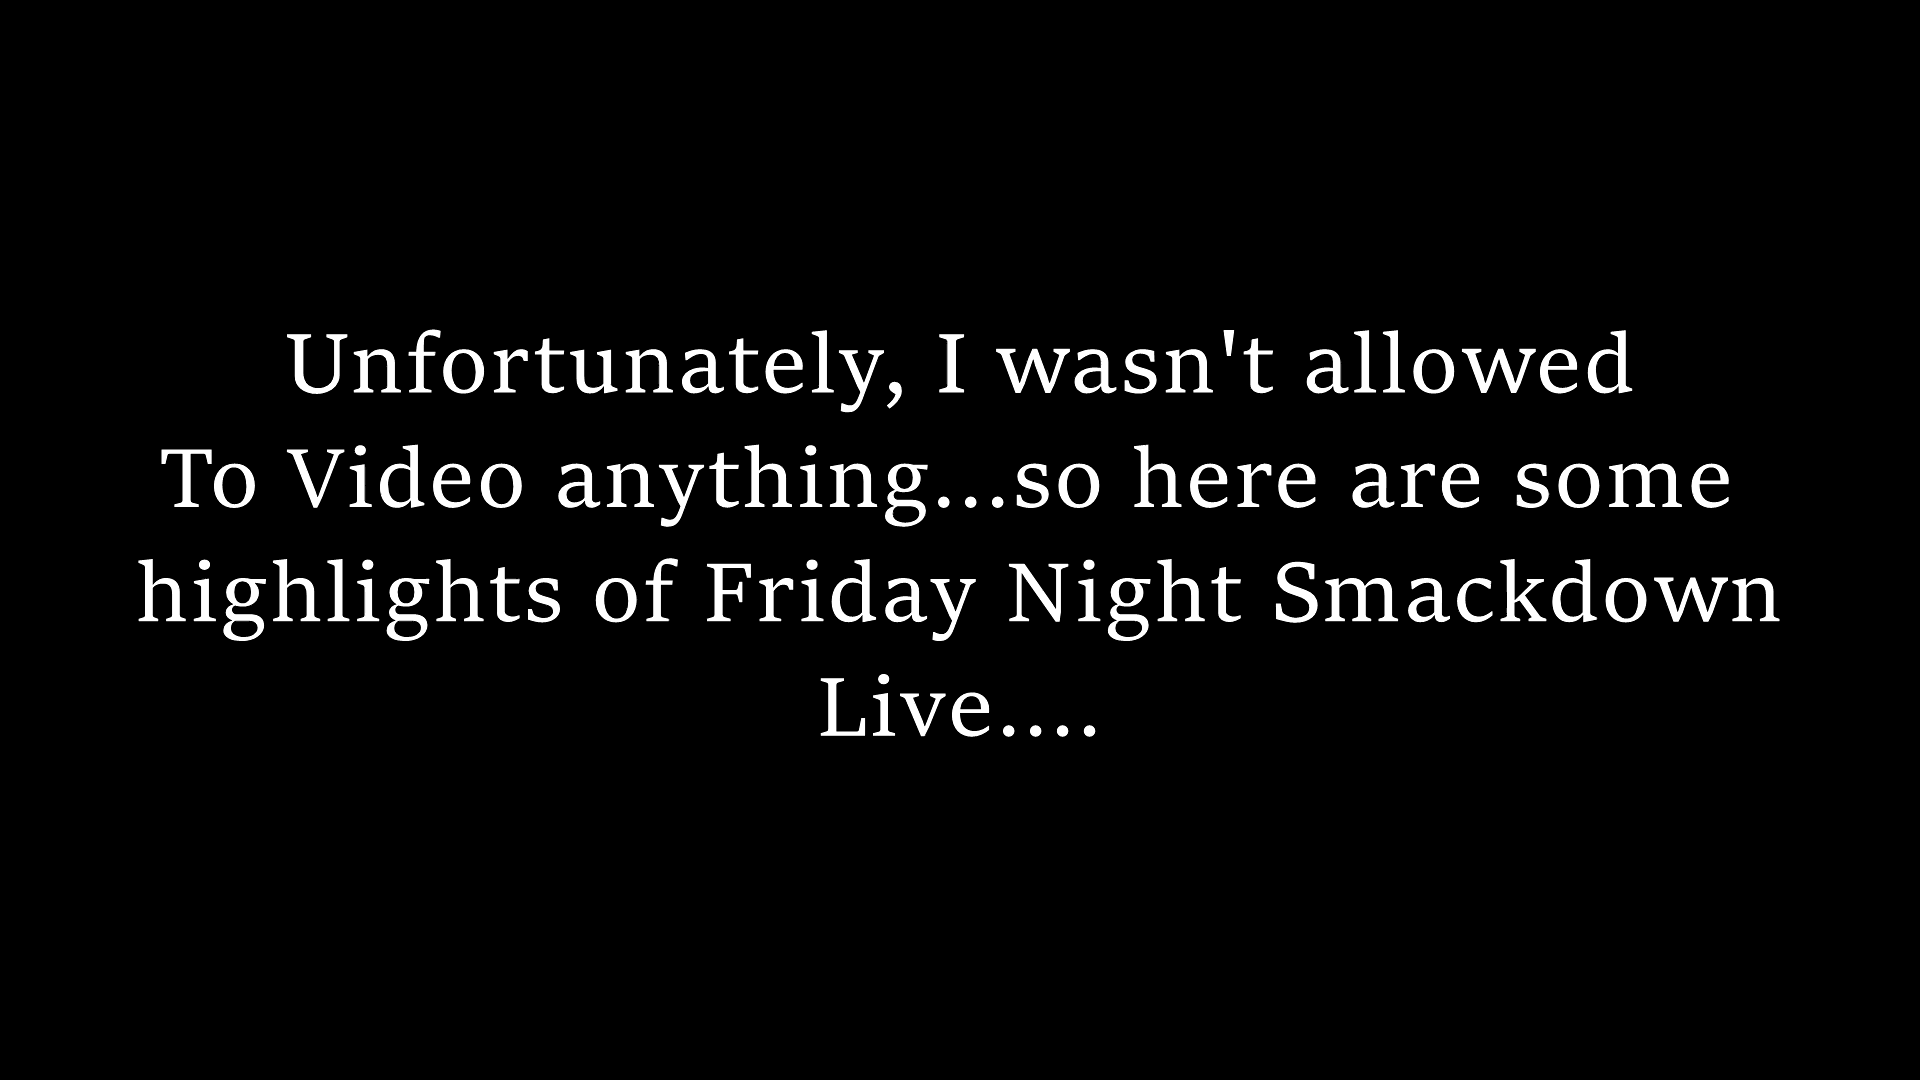 Unfortunately, I wasn't allowed
To Video anything...so here are some
highlights of Friday Night Smackdown
Live....